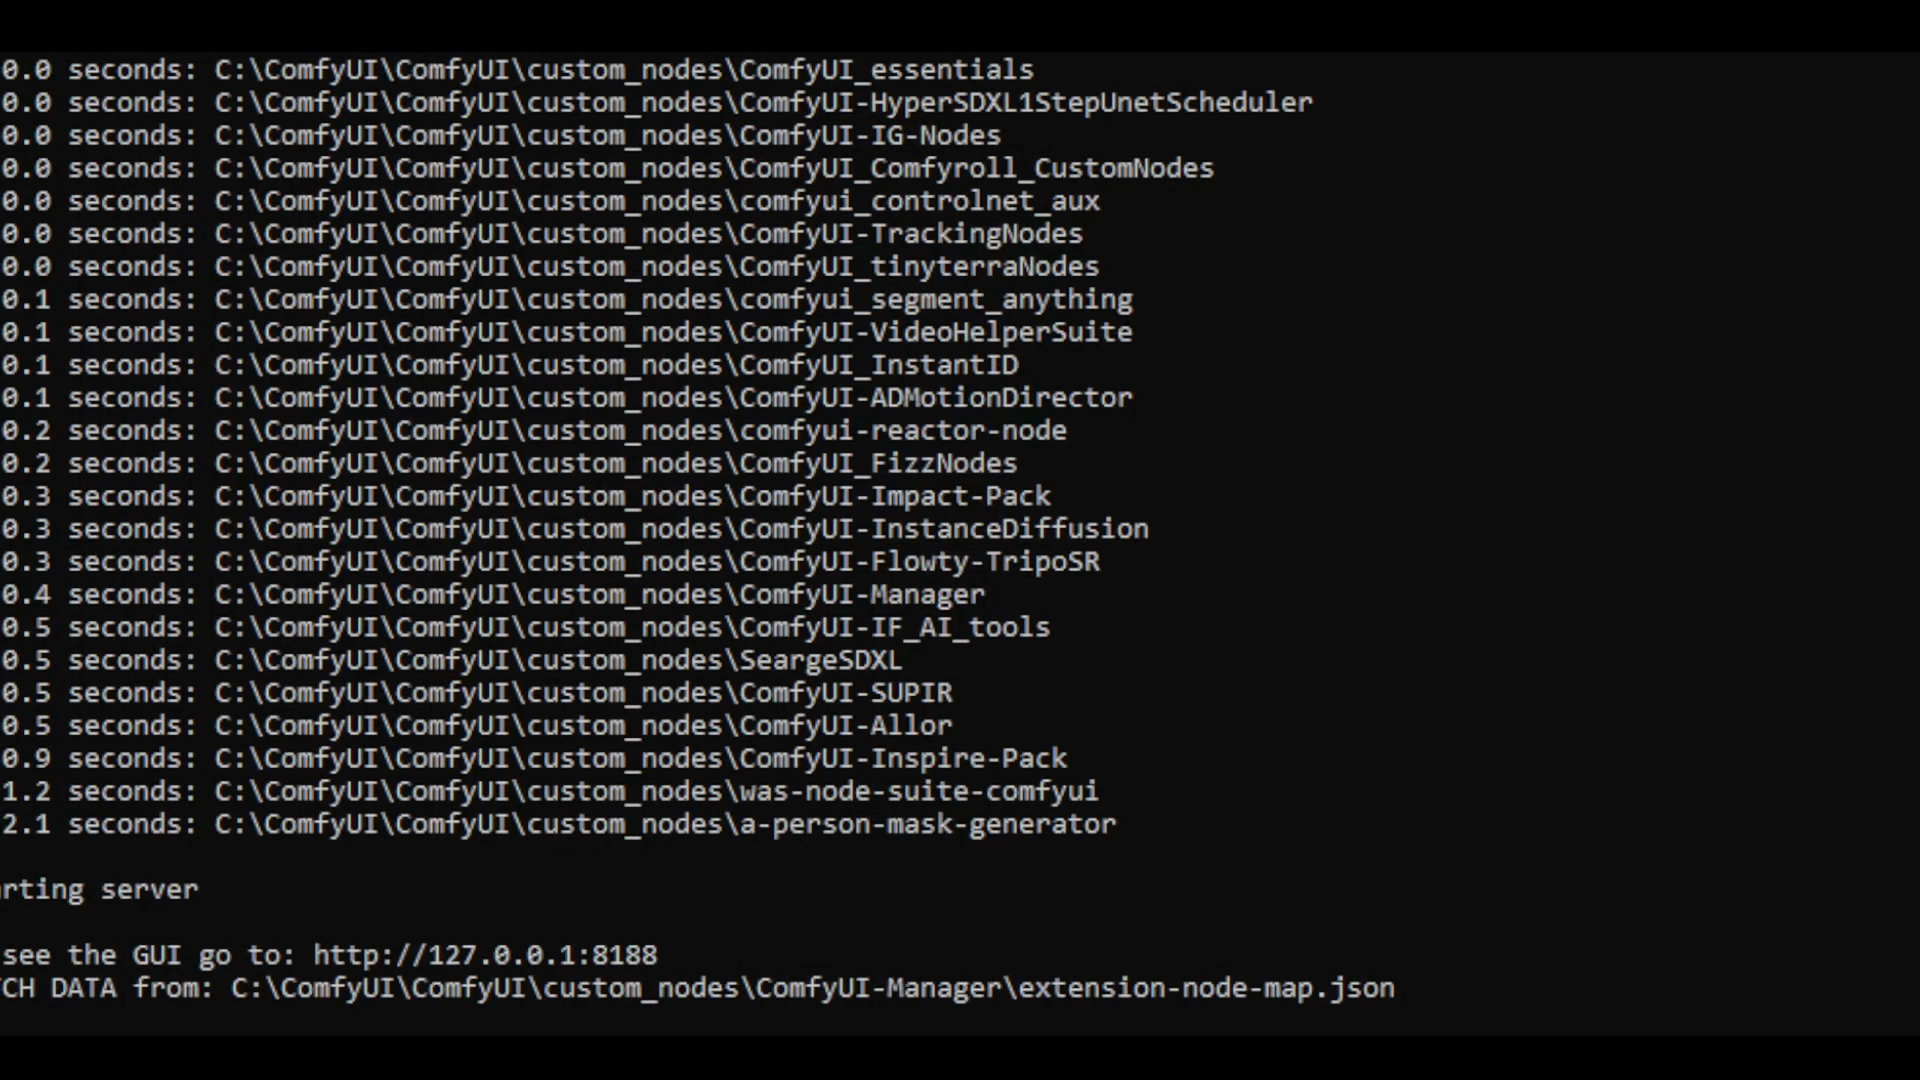 0.0 seconds: C:\ComfyUI\ComfyUI\custom_nodes\ComfyUI_essentials
0.0 seconds: C:\ComfyUI\ComfyUI\custom_nodes\ComfyUI-HyperSDXL1StepUnetScheduler
0.0 seconds: C:\ComfyUI\ComfyUI\custom_nodes\ComfyUI-IG-Nodes
0.0 seconds: C:\ComfyUI\ComfyUI\custom_nodes\ComfyUI_Comfyroll_CustomNodes
0.0 seconds: C:\ComfyUI\ComfyUI\custom_nodes\comfyui_controlnet_aux
0.0 seconds: C:\ComfyUI\ComfyUI\custom_nodes\ComfyUI-TrackingNodes
0.0 seconds: C:\ComfyUI\ComfyUI\custom_nodes\ComfyUI_tinyterraNodes
0.1 seconds: C:\ComfyUI\ComfyUI\custom_nodes\comfyui_segment_anything
0.1 seconds: C:\ComfyUI\ComfyUI\custom_nodes\ComfyUI-VideoHelperSuite
0.1 seconds: C:\ComfyUI\ComfyUI\custom_nodes\ComfyUI_InstantID
0.1 seconds: C:\ComfyUI\ComfyUI\custom_nodes\ComfyUI-ADMotionDirector
0.2 seconds: C:\ComfyUI\ComfyUI\custom_nodes\comfyui-reactor-node
0.2 seconds: C:\ComfyUI\ComfyUI\custom_nodes\ComfyUI_FizzNodes
0.3 seconds: C:\ComfyUI\ComfyUI\custom_nodes\ComfyUI-Impact-Pack
0.3 seconds: C:\ComfyUI\ComfyUI\custom_nodes\ComfyUI-InstanceDiffusion
0.3 seconds: C:\ComfyUI\ComfyUI\custom_nodes\ComfyUI-Flowty-TripoSR
0.4 seconds: C:\ComfyUI\ComfyUI\custom_nodes\ComfyUI-Manager
0.5 seconds: C:\ComfyUI\ComfyUI\custom_nodes\ComfyUI-IF_AI_tools
0.5 seconds: C:\ComfyUI\ComfyUI\custom_nodes\SeargeSDXL
0.5 seconds: C:\ComfyUI\ComfyUI\custom_nodes\ComfyUI-SUPIR
0.5 seconds: C:\ComfyUI\ComfyUI\custom_nodes\ComfyUI-Allor
0.9 seconds: C:\ComfyUI\ComfyUI\custom_nodes\ComfyUI-Inspire-Pack
1.2 seconds: C:\ComfyUI\ComfyUI\custom_nodes\was-node-suite-comfyui
2.1 seconds: C:\ComfyUI\ComfyUI\custom_nodes\a-person-mask-generator
rting server
see the GUI go to: http://127.0.0.1:8188
CH DATA from: C:\ComfyUI\ComfyUI\custom_nodes\ComfyUI-Manager\extension-node-map.json